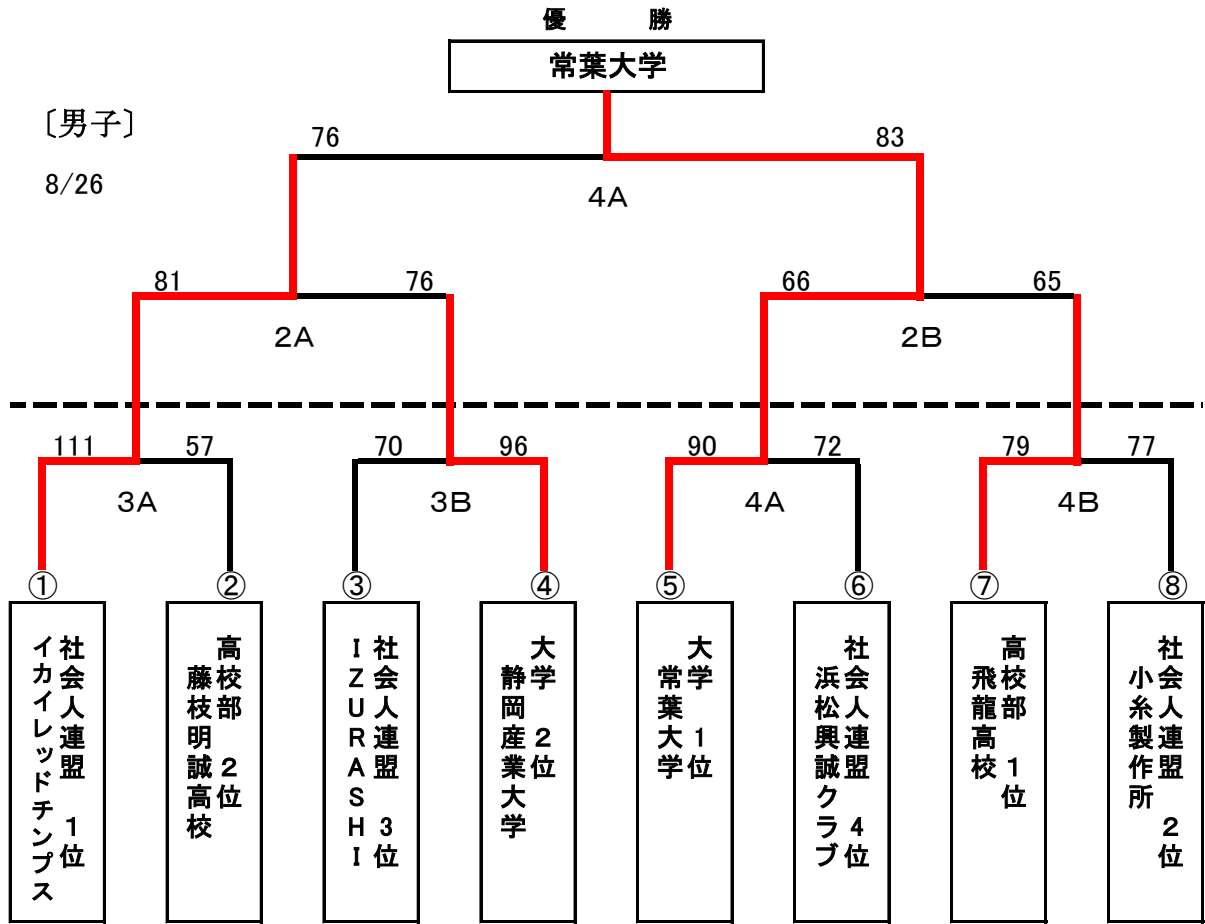 優　勝
常葉大学
〔男子〕
8/26
76
83
4A
81
76
66
65
2A
2B
111
57
70
96
90
72
79
77
3A
3B
4A
4B
①
②
③
④
⑤
⑥
⑦
⑧
社会人連盟　1位
イカイレッドチンプス
高校部　2位
藤枝明誠高校
社会人連盟　3位
IZURASHI
大学　2位
静岡産業大学
大学　1位
常葉大学
社会人連盟　4位
浜松興誠クラブ
高校部　1位
飛龍高校
社会人連盟　2位
小糸製作所